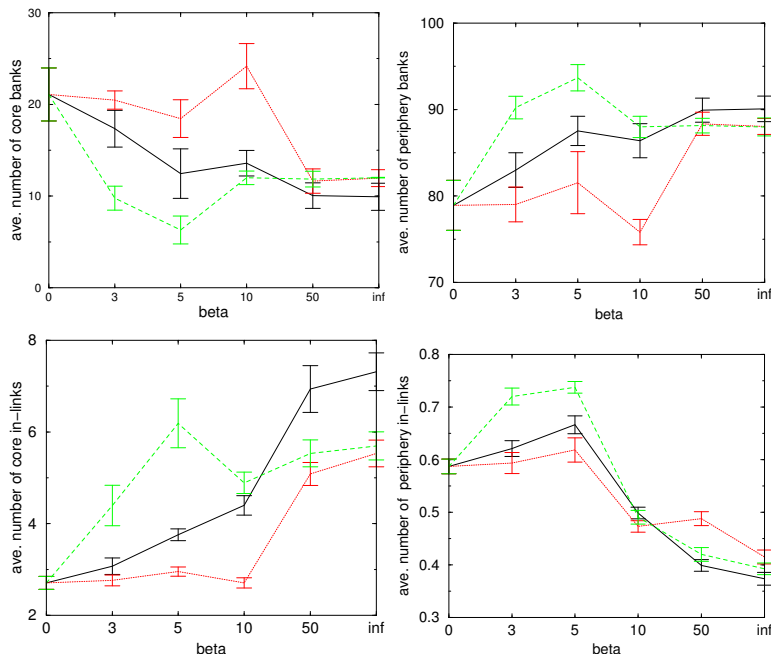 ave. number of core banks
30
20
10
0
0 3 5 10 50 inf
beta
ave. number of periphery banks
100
90
80
70
0 3 5 10 50 inf
beta
ave. number of core in-links
8
6
4
2
0 3 5 10 50 inf
beta
ave. number of periphery in-links
0.8
0.7
0.6
0.5
0.4
0.3
0 3 5 10 50 inf
beta